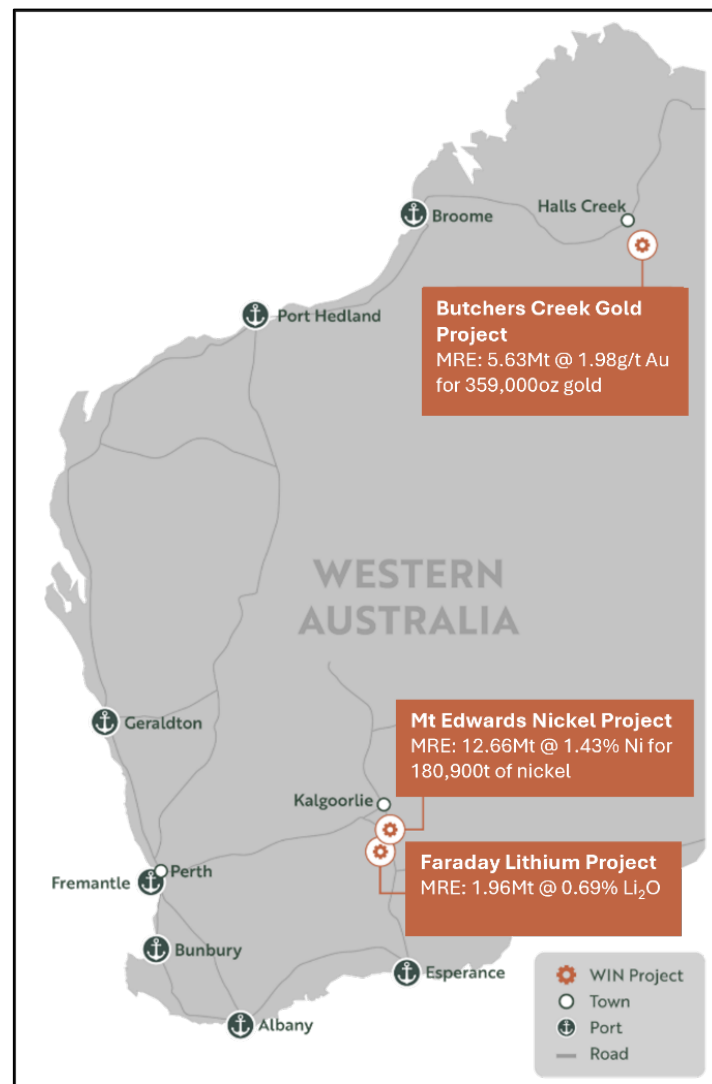 Halls Creek
Broome
Butchers Creek Gold
Project
MRE: 5.63Mt @ 1.98g/t Au
for 359,000oz gold
Port Hedland
WESTERN
AUSTRALIA
Mt Edwards Nickel Project
MRE: 12.66Mt @ 1.43% Ni for
180,900t of nickel
Geraldton
Kalgoorlie
Faraday Lithium Project
MRE: 1.96Mt @ 0.69% Li₂O
Perth
Fremantle
Bunbury
Esperance
Albany
WIN Project
Town
Port
Road